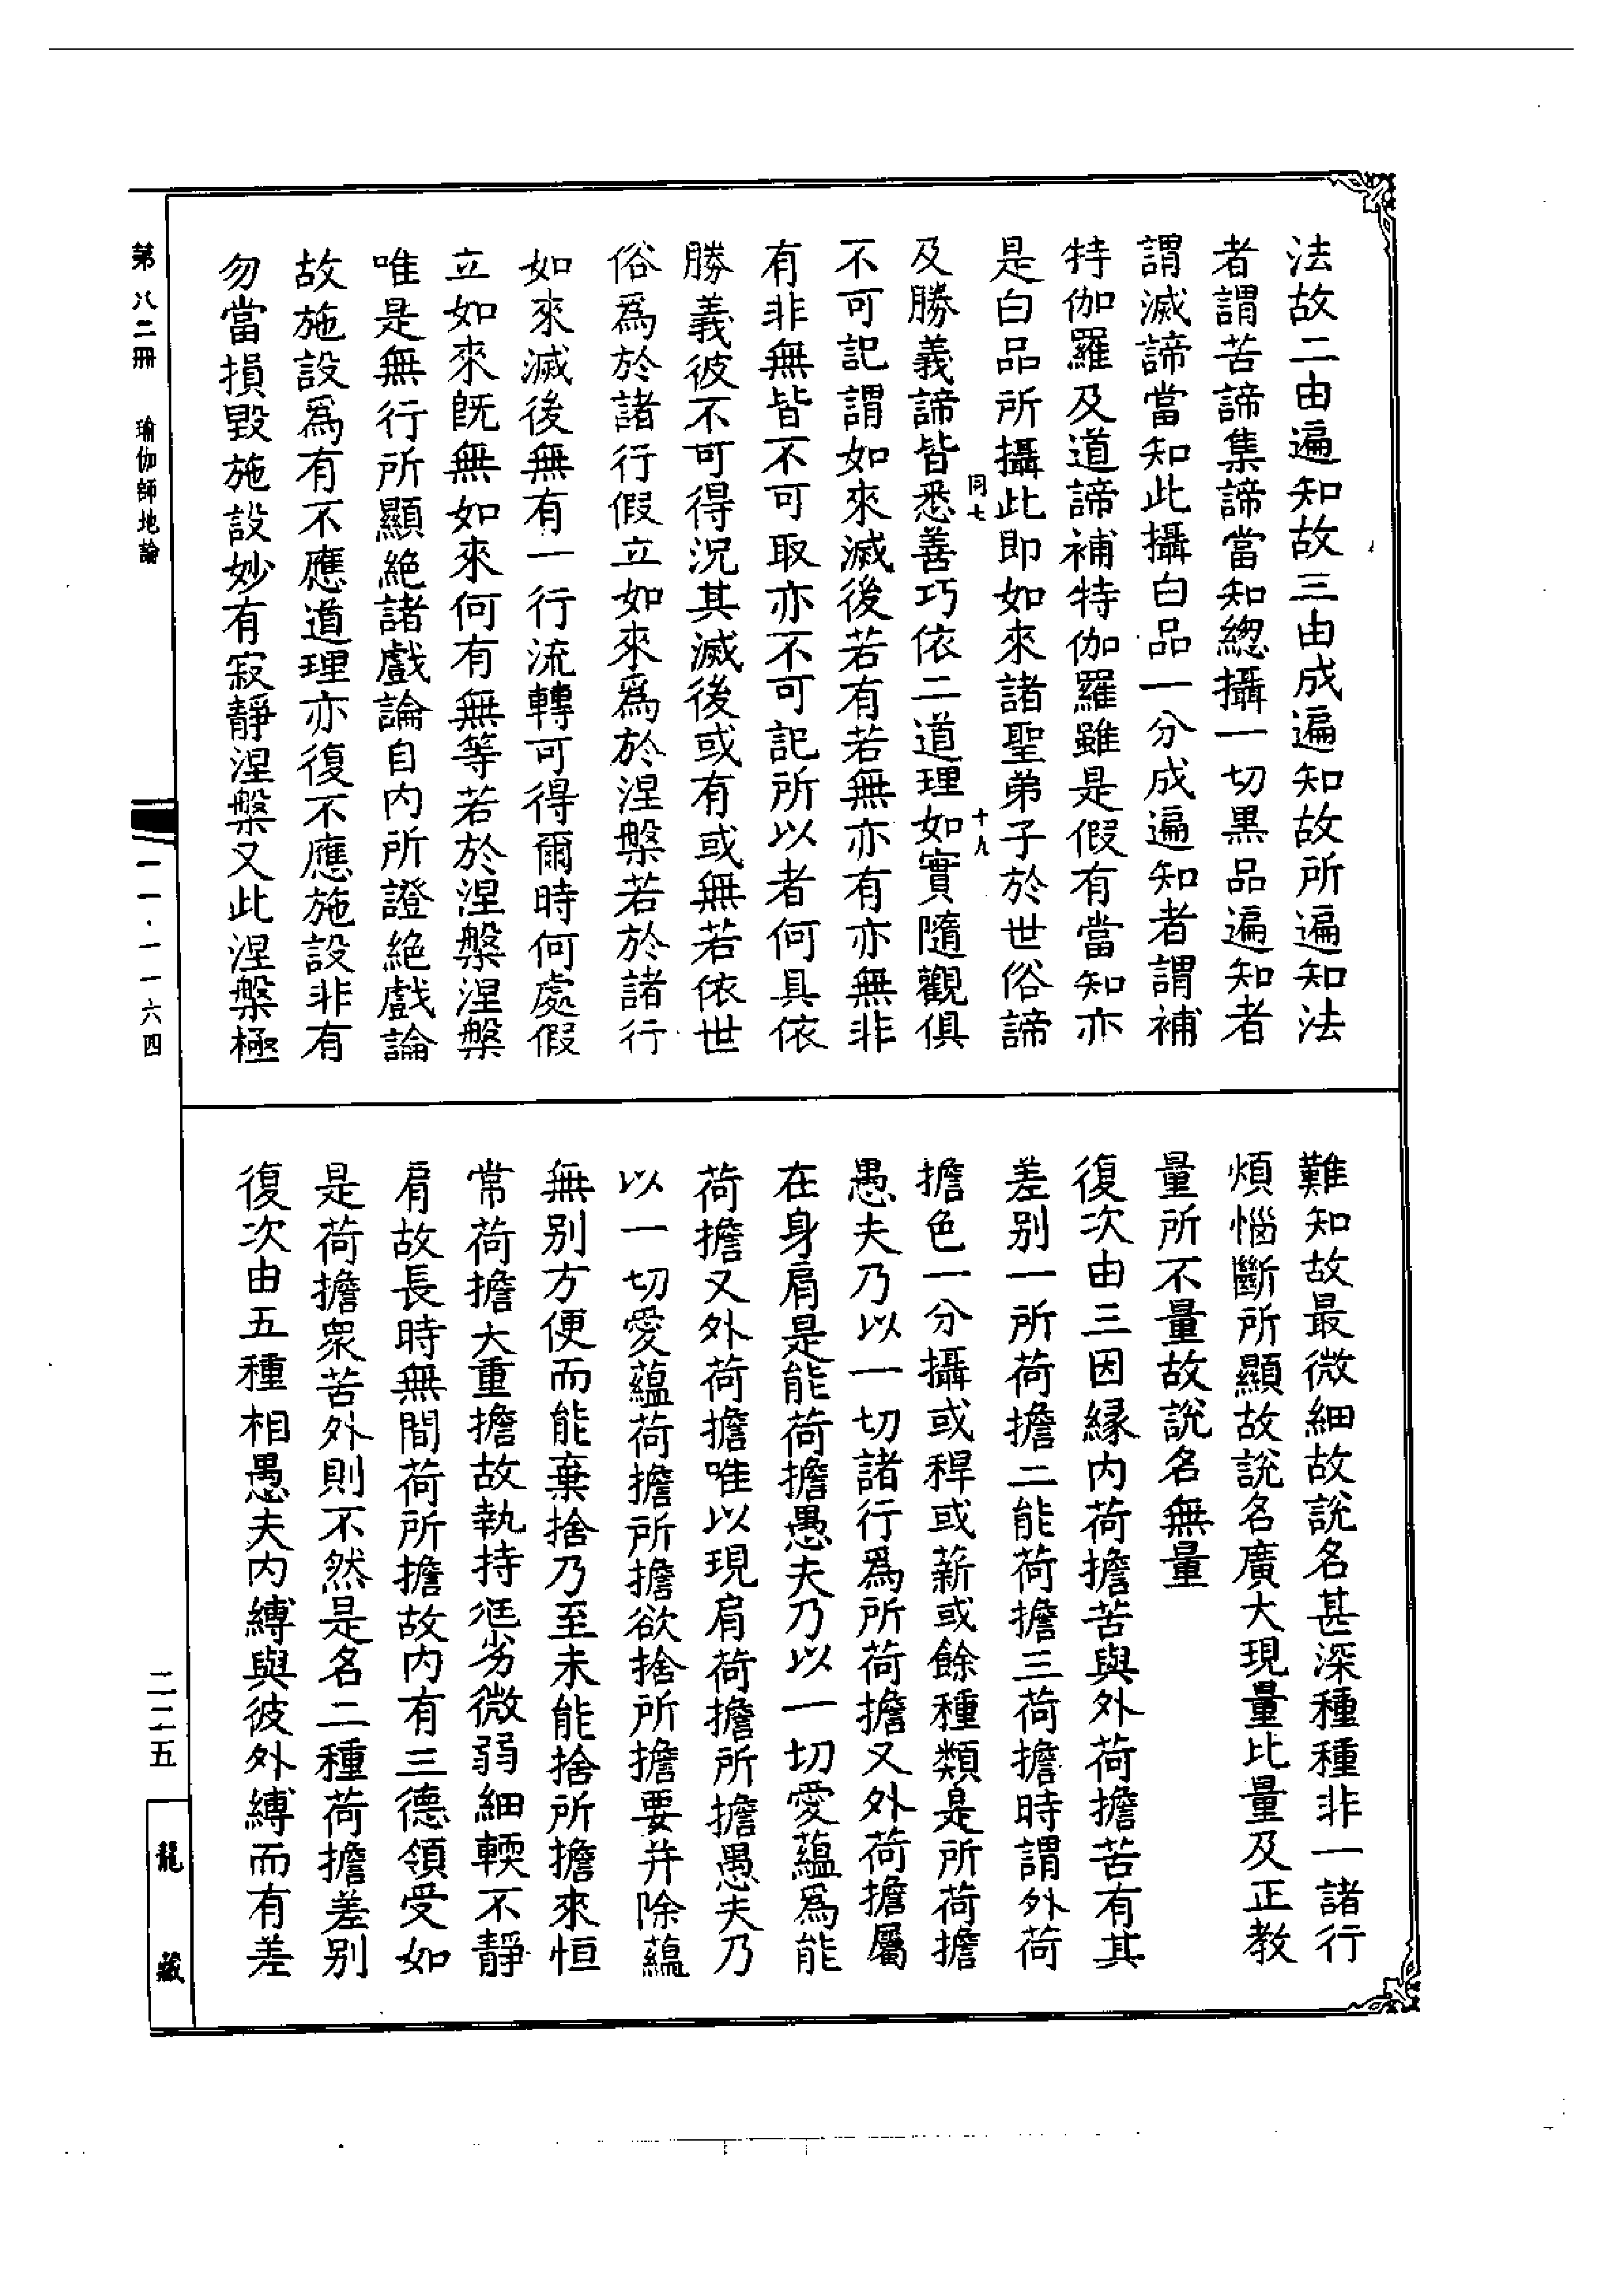 法故二由遍知故三由成遍知故所遍知法
者謂苦諦集諦當知總攝一切黑品遍知者
謂滅諦當知此攝白品一分成遍知者謂補
特伽羅及道諦補特伽羅雖是假有當知亦
是白品所攝此即如來諸聖弟子於世俗諦
同七
十九
及勝義諦皆悉善巧依二道理如實隨觀俱
不可記謂如來滅後若有若無亦有亦無非
有非無皆不可取亦不可記所以者何具依
勝義彼不可得況其滅後或有或無若依世
俗爲於諸行假立如來爲於涅槃若於諸行
如來滅後無有一行流轉可得爾時何處假
立如來既無如來何有無等若於涅槃涅槃
唯是無行所顯絕諸戲論自內所證絕戲論
故施設爲有不應道理亦復不應施設非有
勿當損毀施設妙有寂靜涅槃又此涅槃極
難知故最微細故說名甚深種種非一諸行
煩惱斷所顯故說名廣大現量比量及正教
量所不量故說名無量
復次由三因緣內荷擔苦與外荷擔苦有其
差別一所荷擔二能荷擔三荷擔時謂外荷
擔色一分攝或稈或薪或餘種類是所荷擔
愚夫乃以一切諸行爲所荷擔又外荷擔屬
在身肩是能荷擔愚夫乃以一切愛蘊爲能
荷擔又外荷擔唯以現肩荷擔所擔愚夫乃
以一切愛蘊荷擔所擔欲捨所擔要并除蘊
無別方便而能棄捨乃至未能捨所擔來恒
常荷擔大重擔故執持尪劣微弱細輭不靜
肩故長時無間荷所擔故內有三德領受如
是荷擔衆苦外則不然是名二種荷擔差別
復次由五種相愚夫內縛與彼外縛而有差
第八二冊 瑜伽師地論
一一·一一六四
二二五
龍藏